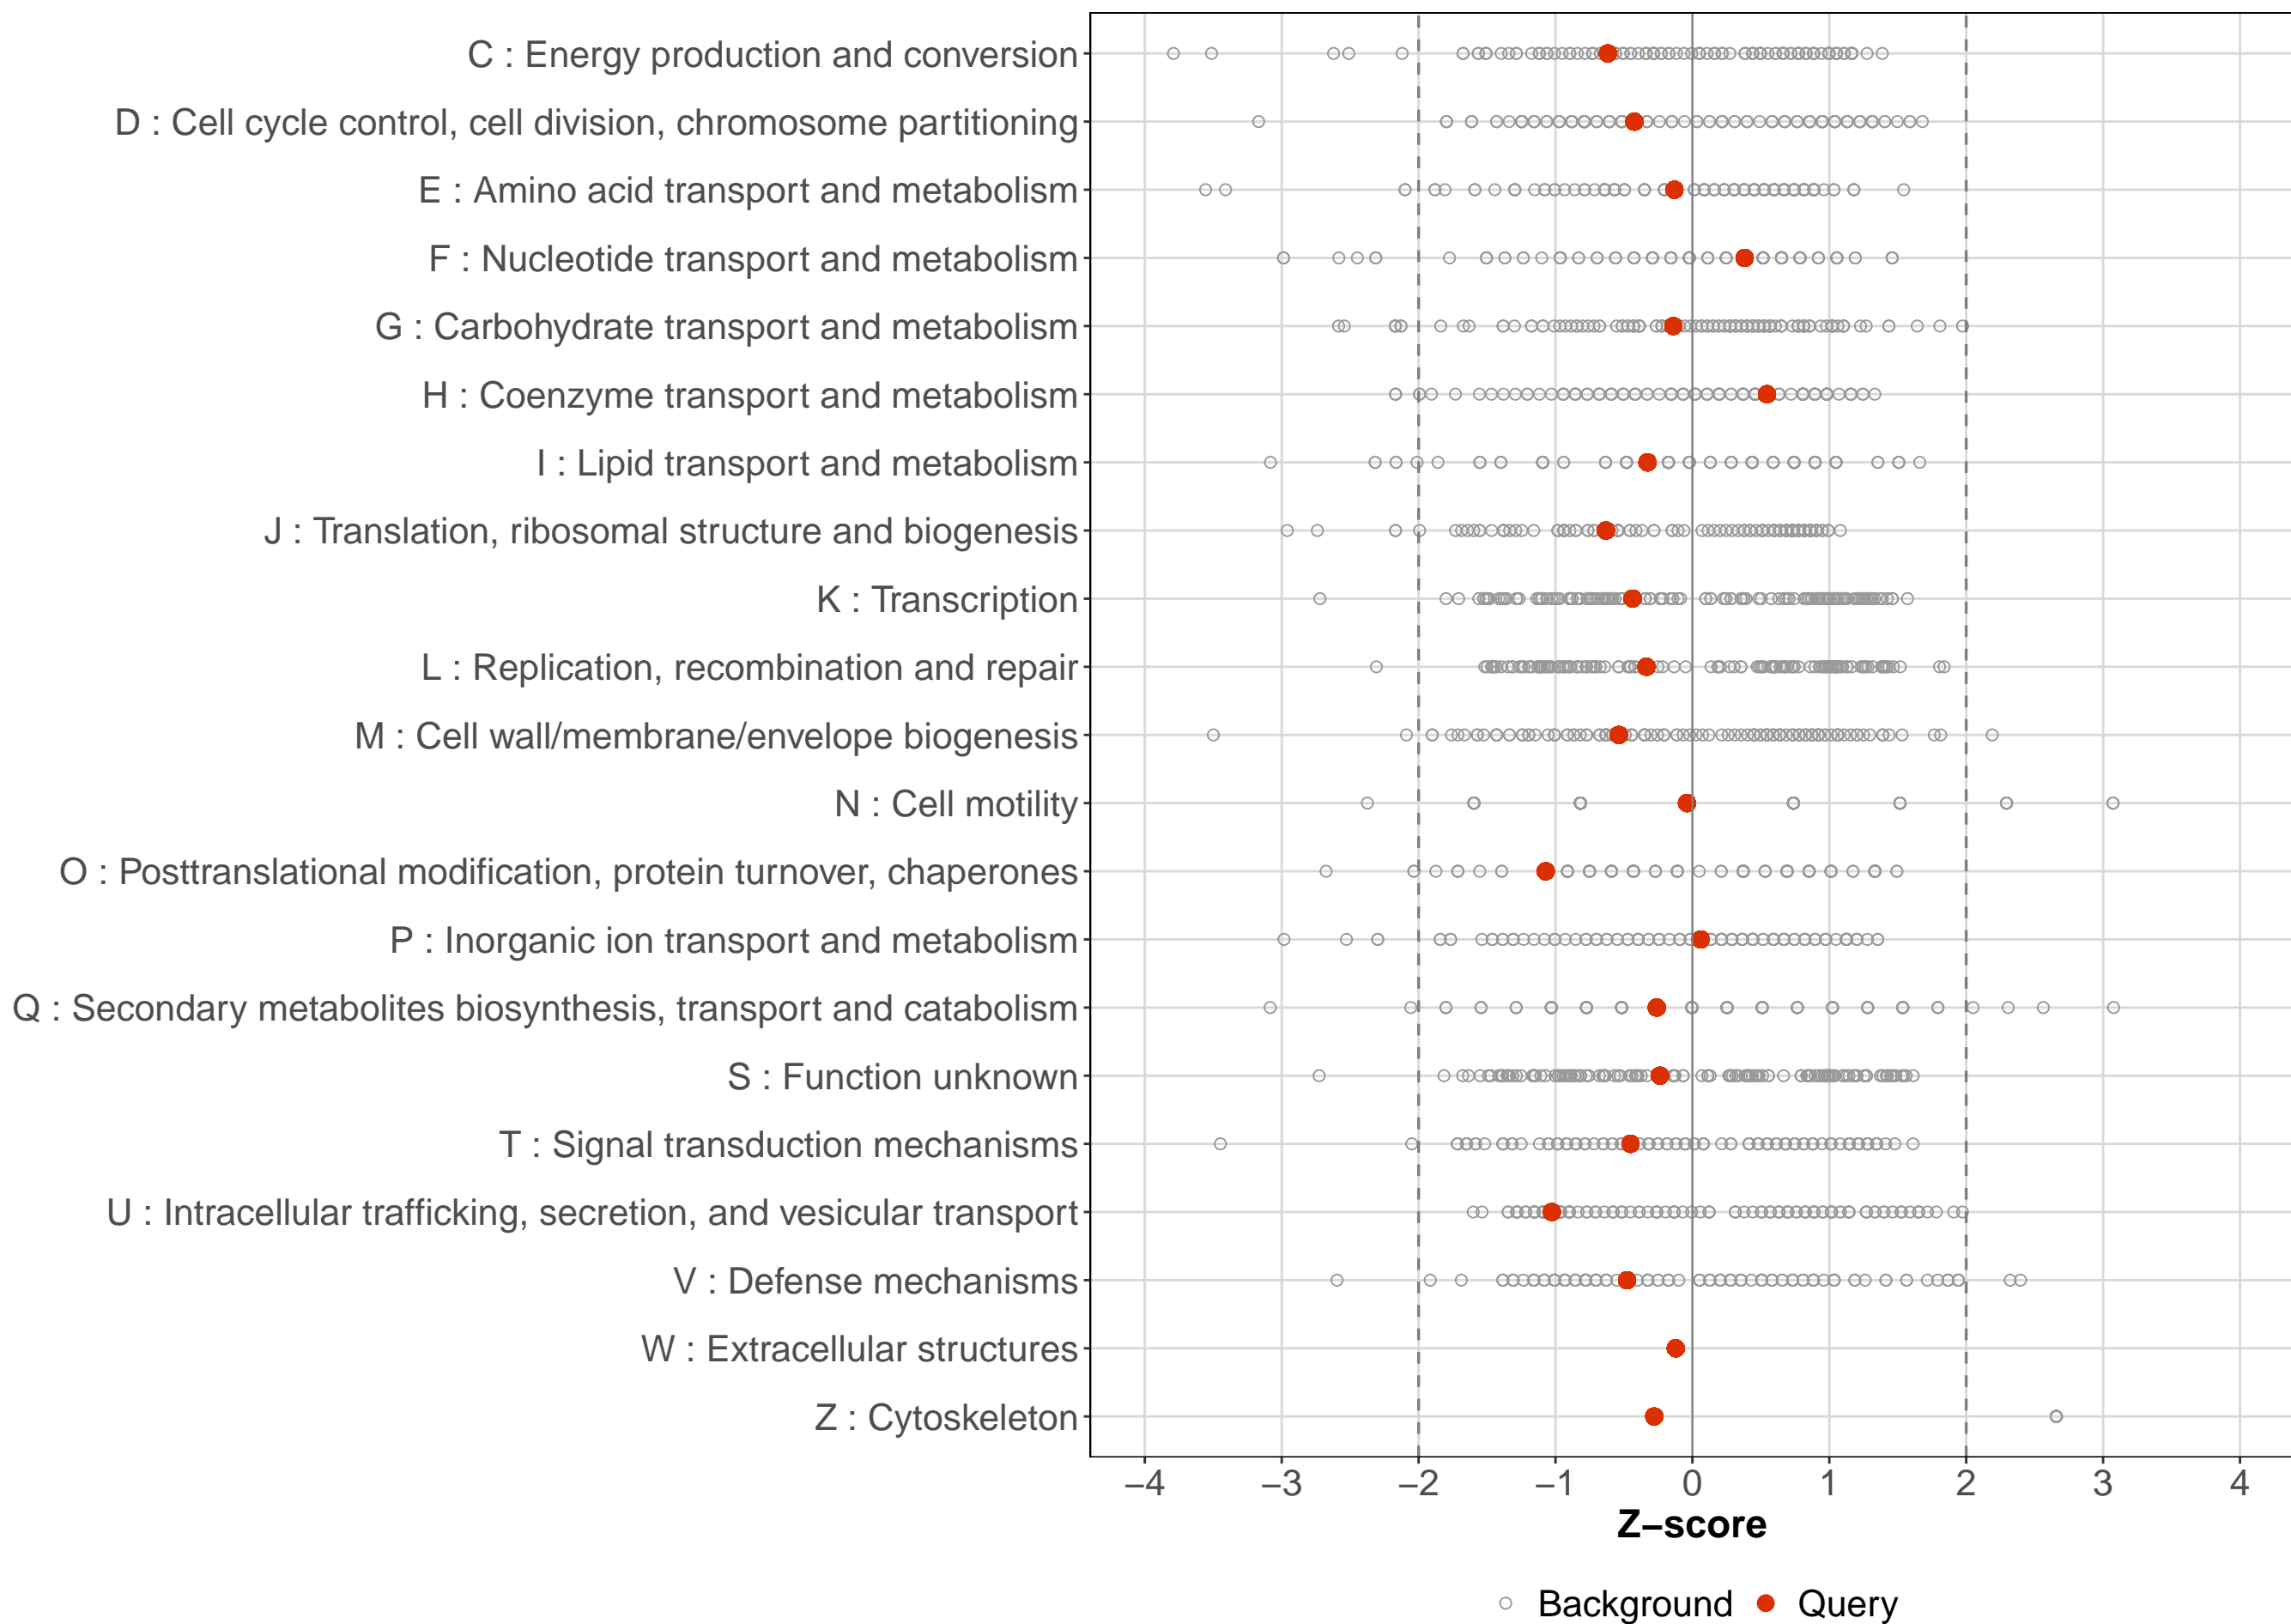 C : Energy production and conversion
D : Cell cycle control, cell division, chromosome partitioning
E : Amino acid transport and metabolism
F : Nucleotide transport and metabolism
G : Carbohydrate transport and metabolism
H : Coenzyme transport and metabolism
I : Lipid transport and metabolism
J : Translation, ribosomal structure and biogenesis
K : Transcription
L : Replication, recombination and repair
M : Cell wall/membrane/envelope biogenesis
N : Cell motility
O : Posttranslational modification, protein turnover, chaperones
P : Inorganic ion transport and metabolism
Q : Secondary metabolites biosynthesis, transport and catabolism
S : Function unknown
T : Signal transduction mechanisms
U : Intracellular trafficking, secretion, and vesicular transport
V : Defense mechanisms
W : Extracellular structures
Z : Cytoskeleton
−4 −3 −2 −1 0 1 2 3 4
Z−score
Background Query